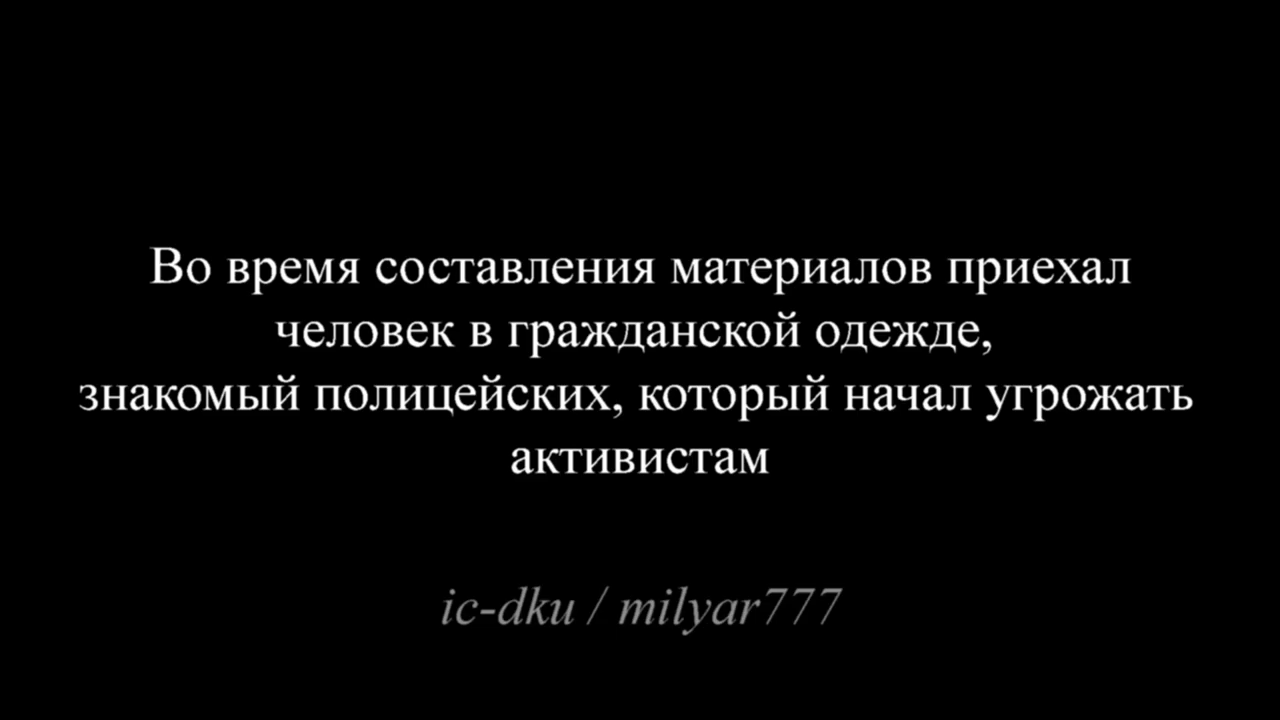 Во время составления материалов приехал
человек в гражданской одежде,
знакомый полицейских, который начал угрожать
активистам
ic-dku / milyar777